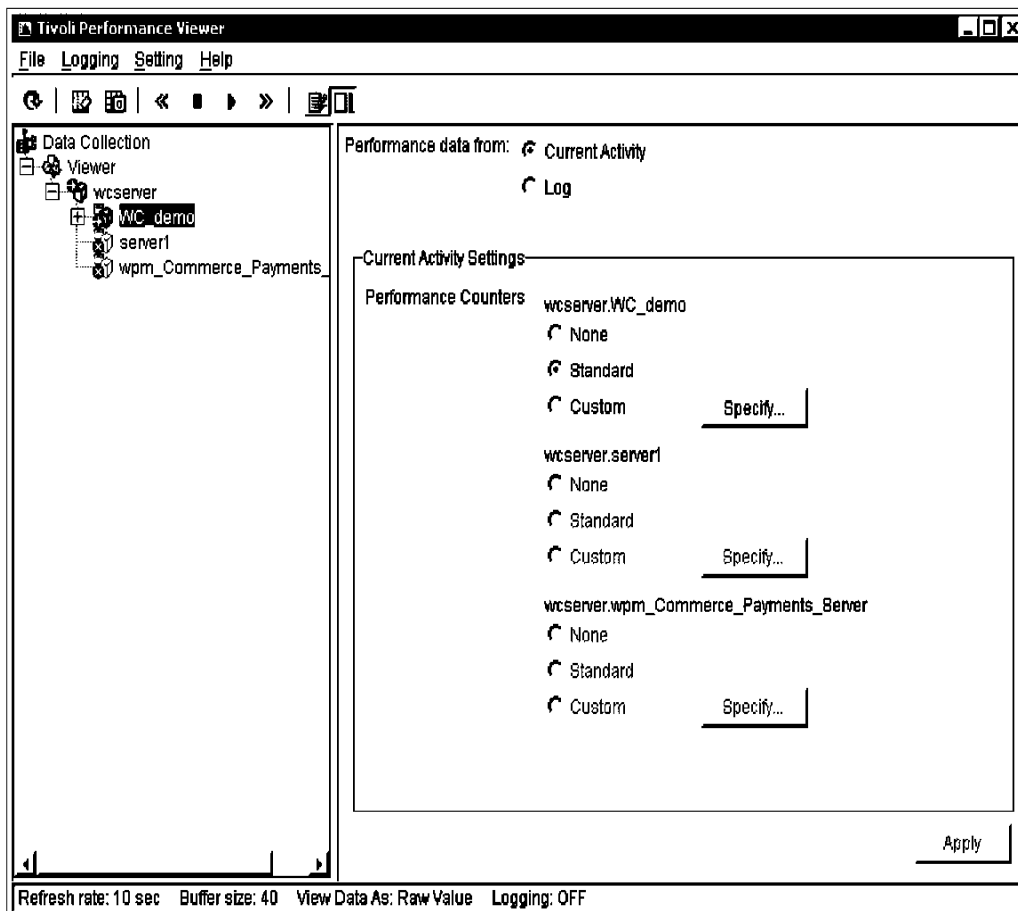 Tivoli Performance Viewer
File Logging Setting Help
Data Collection
Viewer
wcserver
WC_demo
server1
wpm_Commerce_Payments_
Performance data from:
Current Activity
Log
Current Activity Settings
Performance Counters
wcserver.WC_demo
None
Standard
Custom Specify...
wcserver.server1
None
Standard
Custom Specify...
wcserver.wpm_Commerce_Payments_Server
None
Standard
Custom Specify...
Apply
Refresh rate: 10 sec Buffer size: 40 View Data As: Raw Value Logging: OFF